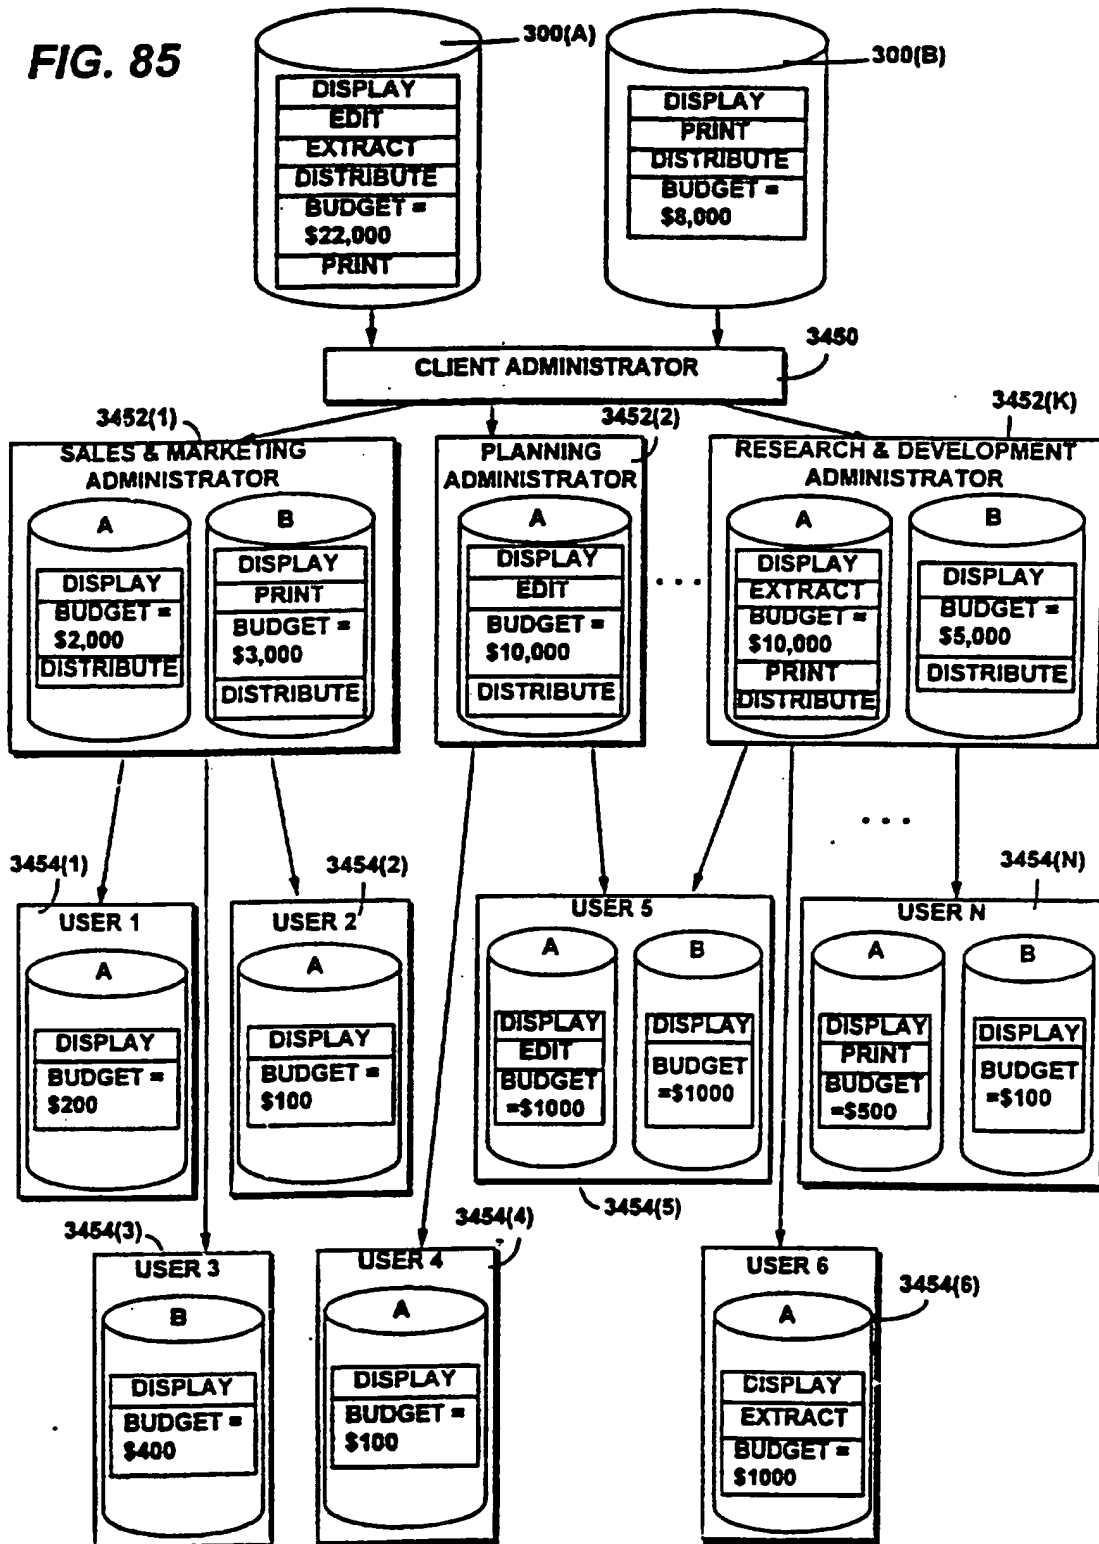 FIG. 85
300(A)
DISPLAY
EDIT
EXTRACT
DISTRIBUTE
BUDGET =
$22,000
PRINT
300(B)
DISPLAY
PRINT
DISTRIBUTE
BUDGET =
$8,000
CLIENT ADMINISTRATOR
3450
3452(1)
SALES & MARKETING
ADMINISTRATOR
A
DISPLAY
BUDGET =
$2,000
DISTRIBUTE
B
DISPLAY
PRINT
BUDGET =
$3,000
DISTRIBUTE
3452(2)
PLANNING
ADMINISTRATOR
A
DISPLAY
EDIT
BUDGET =
$10,000
DISTRIBUTE
. . .
3452(K)
RESEARCH & DEVELOPMENT
ADMINISTRATOR
A
DISPLAY
EXTRACT
BUDGET =
$10,000
PRINT
DISTRIBUTE
B
DISPLAY
BUDGET =
$5,000
DISTRIBUTE
. . .
3454(1)
USER 1
A
DISPLAY
BUDGET =
$200
3454(2)
USER 2
A
DISPLAY
BUDGET =
$100
USER 5
A
DISPLAY
EDIT
BUDGET
=$1000
B
DISPLAY
BUDGET
=$1000
3454(5)
3454(N)
USER N
A
DISPLAY
PRINT
BUDGET
=$500
B
DISPLAY
BUDGET
=$100
3454(3)
USER 3
B
DISPLAY
BUDGET =
$400
3454(4)
USER 4
A
DISPLAY
BUDGET =
$100
USER 6
3454(6)
A
DISPLAY
EXTRACT
BUDGET =
$1000